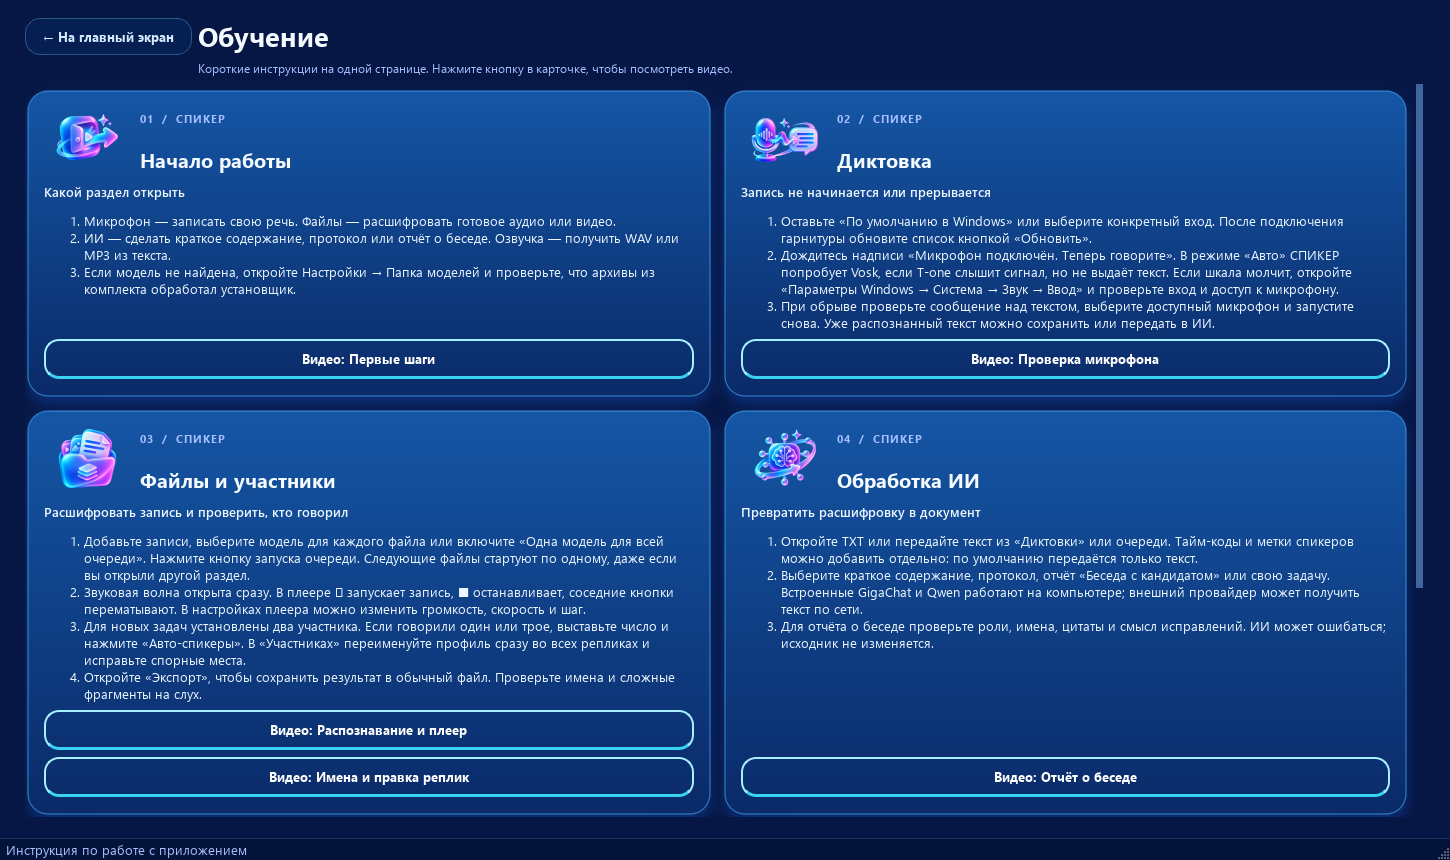 ← На главный экран
Обучение
Короткие инструкции на одной странице. Нажмите кнопку в карточке, чтобы посмотреть видео.
01 / СПИКЕР
Начало работы
Какой раздел открыть
1. Микрофон — записать свою речь. Файлы — расшифровать готовое аудио или видео.
2. ИИ — сделать краткое содержание, протокол или отчёт о беседе. Озвучка — получить WAV или
MP3 из текста.
3. Если модель не найдена, откройте Настройки → Папка моделей и проверьте, что архивы из
комплекта обработал установщик.
Видео: Первые шаги
02 / СПИКЕР
Диктовка
Запись не начинается или прерывается
1. Оставьте «По умолчанию в Windows» или выберите конкретный вход. После подключения
гарнитуры обновите список кнопкой «Обновить».
2. Дождитесь надписи «Микрофон подключён. Теперь говорите». В режиме «Авто» СПИКЕР
попробует Vosk, если T-one слышит сигнал, но не выдаёт текст. Если шкала молчит, откройте
«Параметры Windows → Система → Звук → Ввод» и проверьте вход и доступ к микрофону.
3. При обрыве проверьте сообщение над текстом, выберите доступный микрофон и запустите
снова. Уже распознанный текст можно сохранить или передать в ИИ.
Видео: Проверка микрофона
03 / СПИКЕР
Файлы и участники
Расшифровать запись и проверить, кто говорил
1. Добавьте записи, выберите модель для каждого файла или включите «Одна модель для всей
очереди». Нажмите кнопку запуска очереди. Следующие файлы стартуют по одному, даже если
вы открыли другой раздел.
2. Звуковая волна открыта сразу. В плеере ▯ запускает запись, ■ останавливает, соседние кнопки
перематывают. В настройках плеера можно изменить громкость, скорость и шаг.
3. Для новых задач установлены два участника. Если говорили один или трое, выставьте число и
нажмите «Авто-спикеры». В «Участниках» переименуйте профиль сразу во всех репликах и
исправьте спорные места.
4. Откройте «Экспорт», чтобы сохранить результат в обычный файл. Проверьте имена и сложные
фрагменты на слух.
Видео: Распознавание и плеер
Видео: Имена и правка реплик
04 / СПИКЕР
Обработка ИИ
Превратить расшифровку в документ
1. Откройте TXT или передайте текст из «Диктовки» или очереди. Тайм-коды и метки спикеров
можно добавить отдельно: по умолчанию передаётся только текст.
2. Выберите краткое содержание, протокол, отчёт «Беседа с кандидатом» или свою задачу.
Встроенные GigaChat и Qwen работают на компьютере; внешний провайдер может получить
текст по сети.
3. Для отчёта о беседе проверьте роли, имена, цитаты и смысл исправлений. ИИ может ошибаться;
исходник не изменяется.
Видео: Отчёт о беседе
Инструкция по работе с приложением